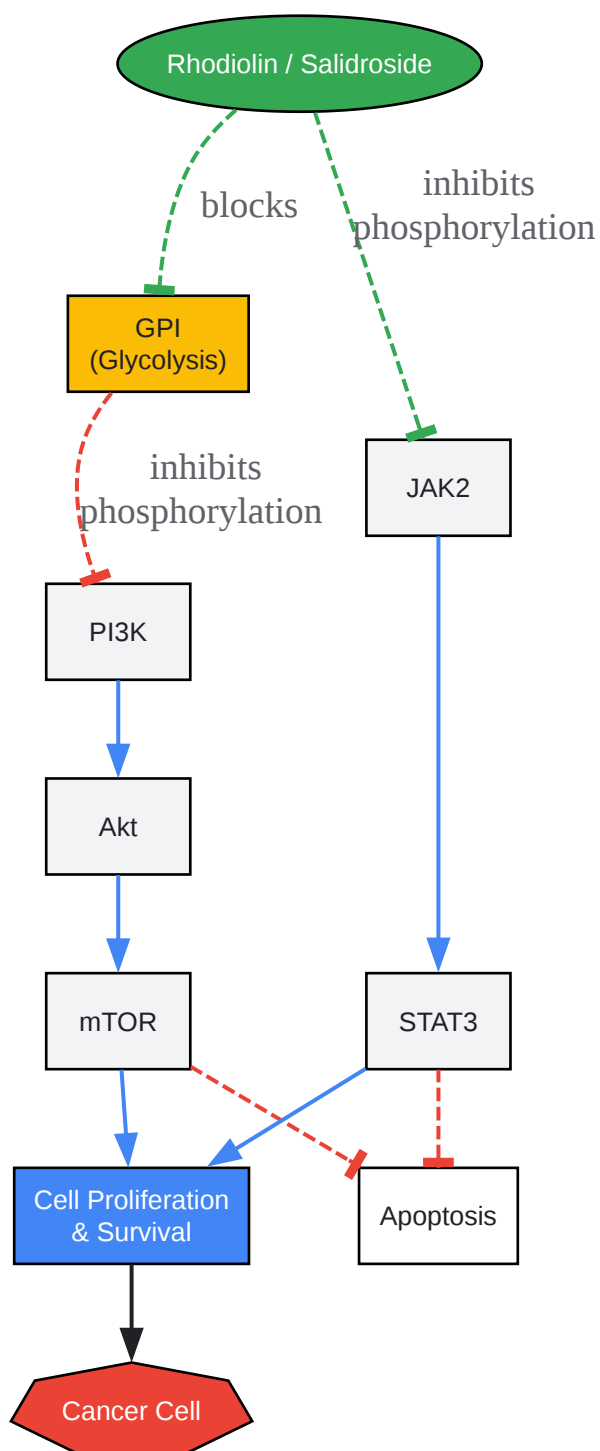 Rhodiolin / Salidroside
blocks
inhibits
phosphorylation
GPI
(Glycolysis)
inhibits
phosphorylation
JAK2
PI3K
Akt
mTOR
STAT3
Cell Proliferation
& Survival
Apoptosis
Cancer Cell